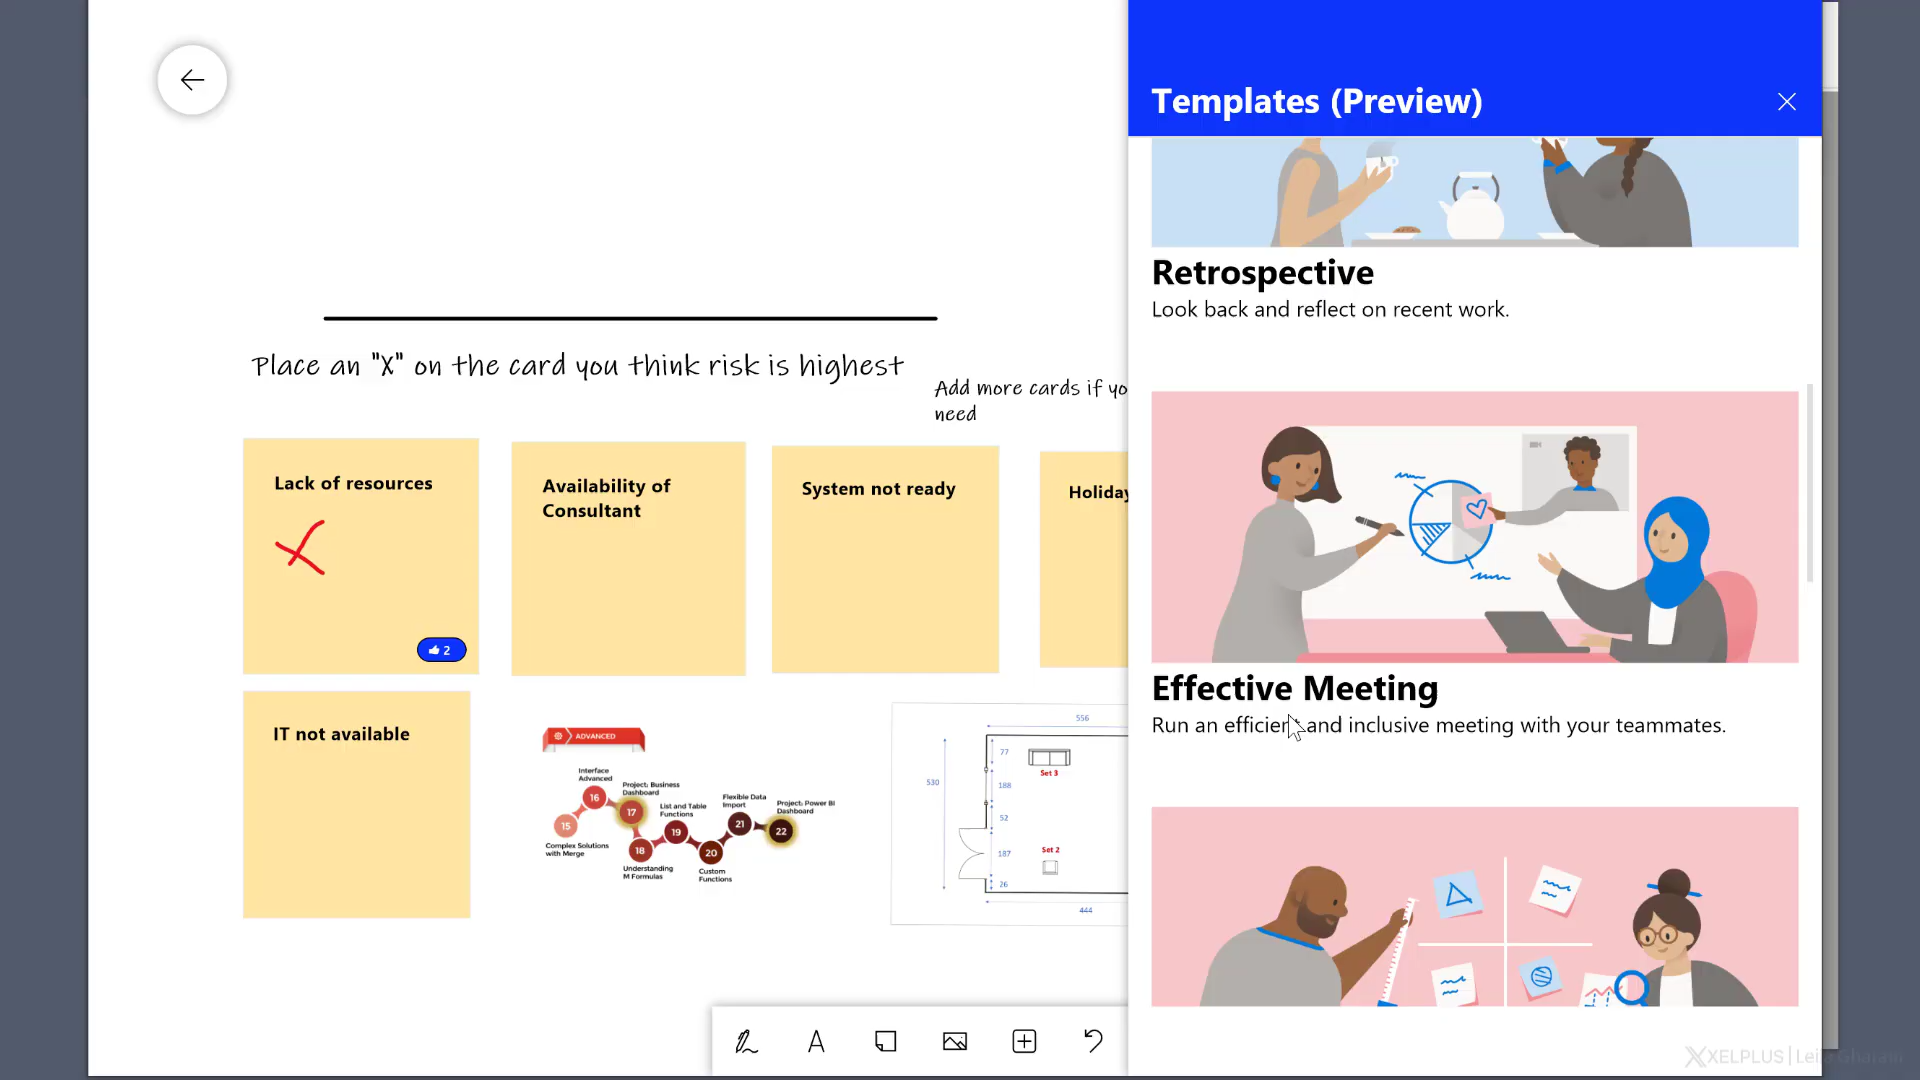 Templates (Preview)
Retrospective
Look back and reflect on recent work.
Place an "X" on the card you think risk is highest
Add more cards if yo
need
Lack of resources
Availability of
Consultant
System not ready
Holiday
X
2
Effective Meeting
Run an efficient and inclusive meeting with your teammates.
IT not available
ADVANCED
Interface
Advanced
Project: Business
Dashboard
List and Table
Functions
Flexible Data
Import
Project: Power BI
Dashboard
15
16
17
18
19
20
21
22
Complex Solutions
with Merge
Understanding
M Formulas
Custom
Functions
556
530
77
188
52
187
26
444
Set 3
Set 2
XELPLUS | Leila Gharani